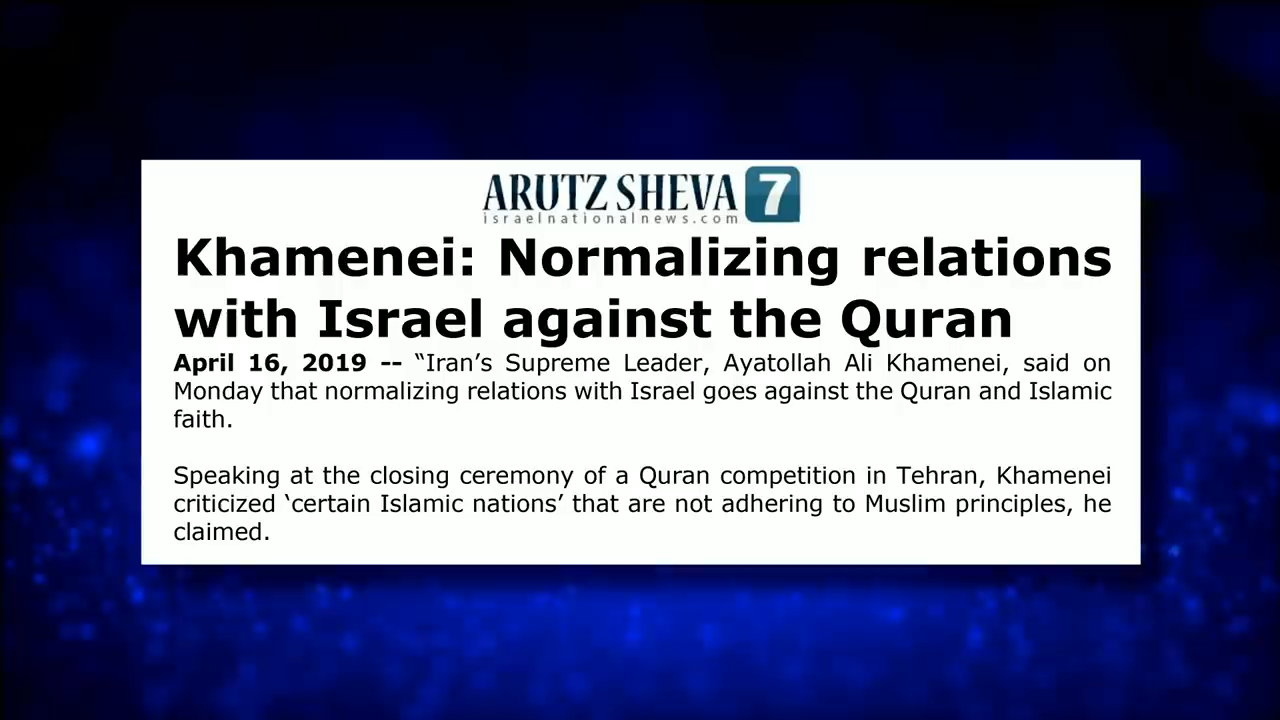 ARUTZ SHEVA 7
israelnationalnews.com
Khamenei: Normalizing relations
with Israel against the Quran
April 16, 2019 -- “Iran’s Supreme Leader, Ayatollah Ali Khamenei, said on
Monday that normalizing relations with Israel goes against the Quran and Islamic
faith.
Speaking at the closing ceremony of a Quran competition in Tehran, Khamenei
criticized ‘certain Islamic nations’ that are not adhering to Muslim principles, he
claimed.